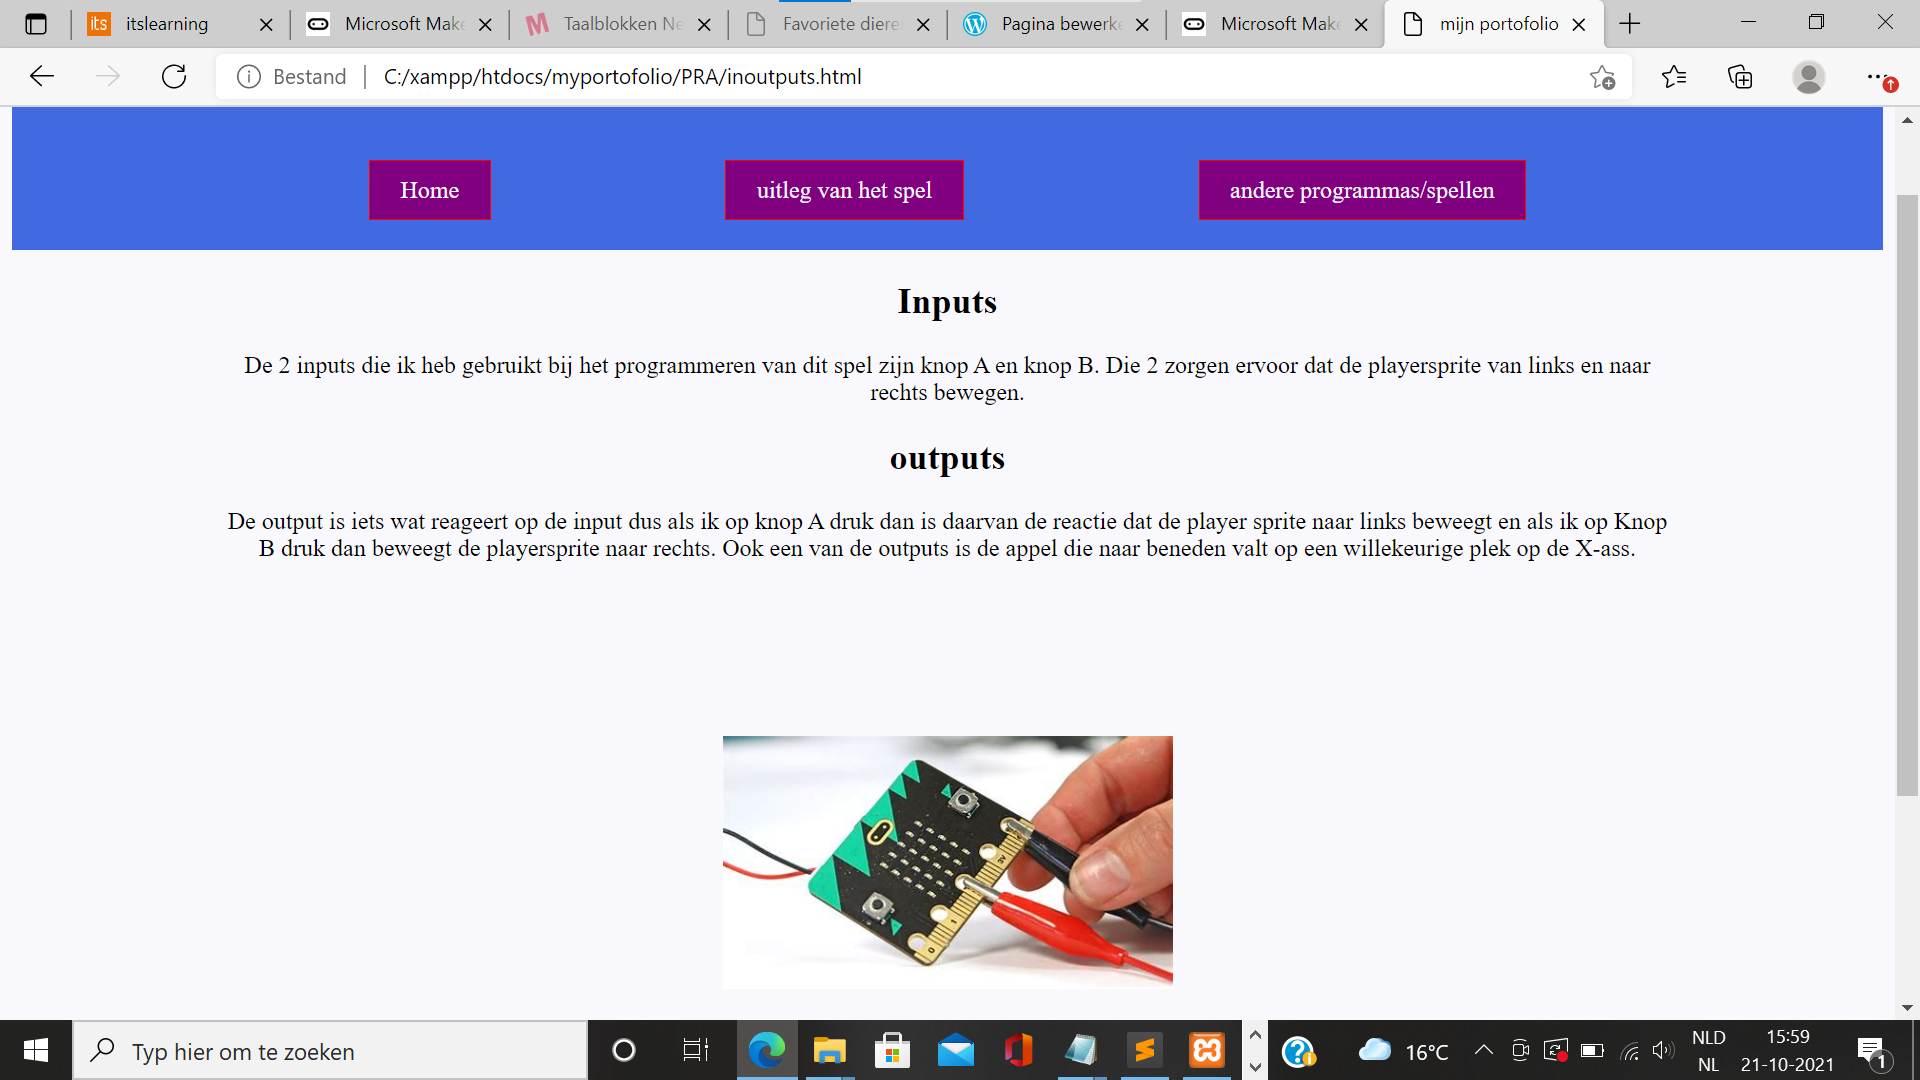 itslearning
Microsoft Make
Taalblokken Ne
Favoriete diere
Pagina bewerke
Microsoft Make
mijn portofolio
Bestand
C:/xampp/htdocs/myportofolio/PRA/inoutputs.html
Home
uitleg van het spel
andere programmas/spellen
Inputs
De 2 inputs die ik heb gebruikt bij het programmeren van dit spel zijn knop A en knop B. Die 2 zorgen ervoor dat de playersprite van links en naar
rechts bewegen.
outputs
De output is iets wat reageert op de input dus als ik op knop A druk dan is daarvan de reactie dat de player sprite naar links beweegt en als ik op Knop
B druk dan beweegt de playersprite naar rechts. Ook een van de outputs is de appel die naar beneden valt op een willekeurige plek op de X-ass.
0
1
3V
Typ hier om te zoeken
16°C
NLD
NL
15:59
21-10-2021
1